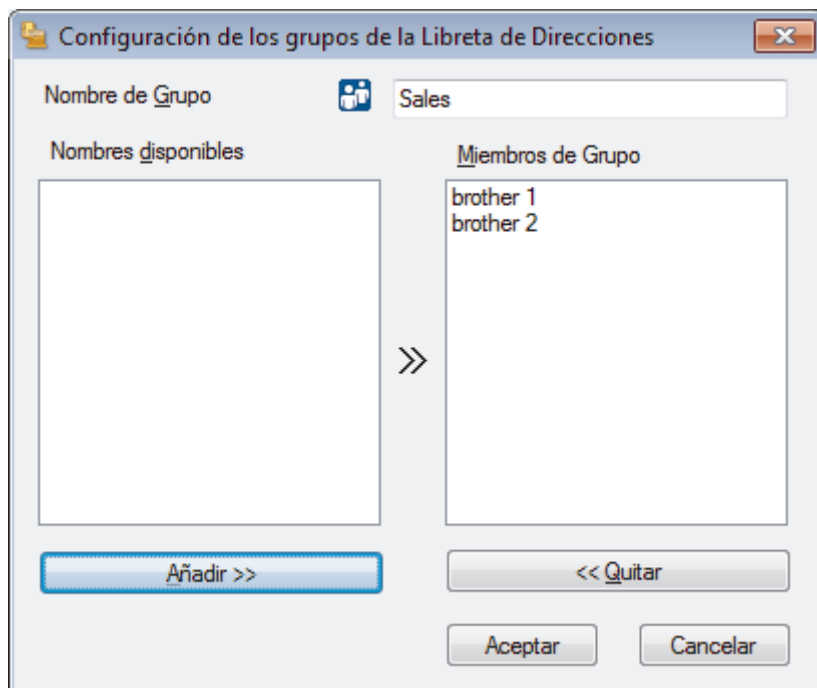 Configuración de los grupos de la Libreta de Direcciones
Nombre de Grupo
Sales
Nombres disponibles
Miembros de Grupo
brother 1
brother 2
Añadir >>
<< Quitar
Aceptar
Cancelar